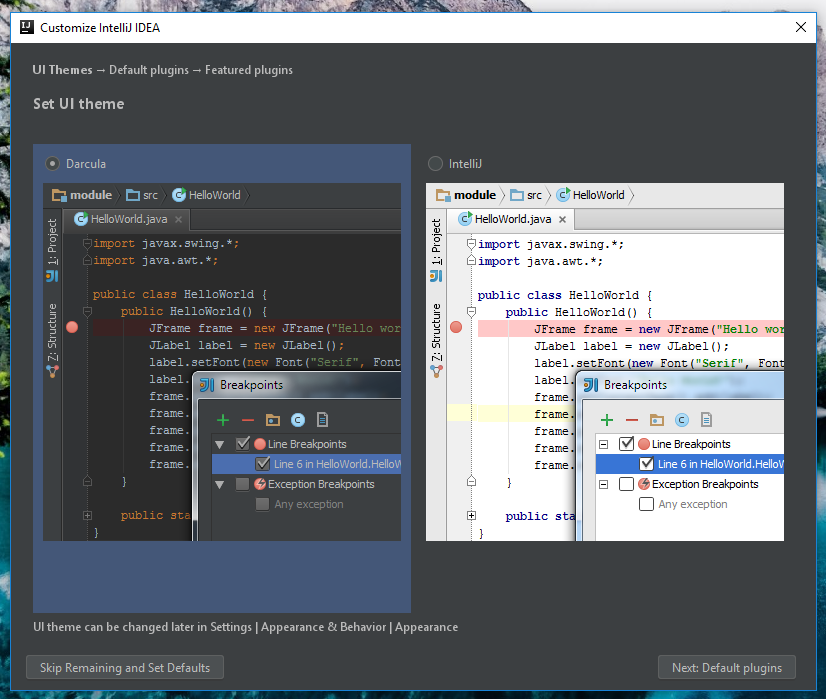 Customize IntelliJ IDEA
UI Themes → Default plugins → Featured plugins
Set UI theme
Darcula
module src HelloWorld
HelloWorld.java
1: Project
Z: Structure
import javax.swing.*;
import java.awt.*;
public class HelloWorld {
public HelloWorld() {
JFrame frame = new JFrame("Hello wor
JLabel label = new JLabel();
label.setFont(new Font("Serif", Font
label.
frame.
frame.
frame.
frame.
frame.
}
public sta
}
Breakpoints
Line Breakpoints
Line 6 in HelloWorld.HelloW
Exception Breakpoints
Any exception
IntelliJ
module src HelloWorld
HelloWorld.java
1: Project
Z: Structure
import javax.swing.*;
import java.awt.*;
public class HelloWorld {
public HelloWorld() {
JFrame frame = new JFrame("Hello wor
JLabel label = new JLabel();
label.setFont(new Font("Serif", Font
label.
frame.
frame.
frame.
frame.
frame.
}
public sta
}
Breakpoints
Line Breakpoints
Line 6 in HelloWorld.HelloW
Exception Breakpoints
Any exception
UI theme can be changed later in Settings | Appearance & Behavior | Appearance
Skip Remaining and Set Defaults
Next: Default plugins